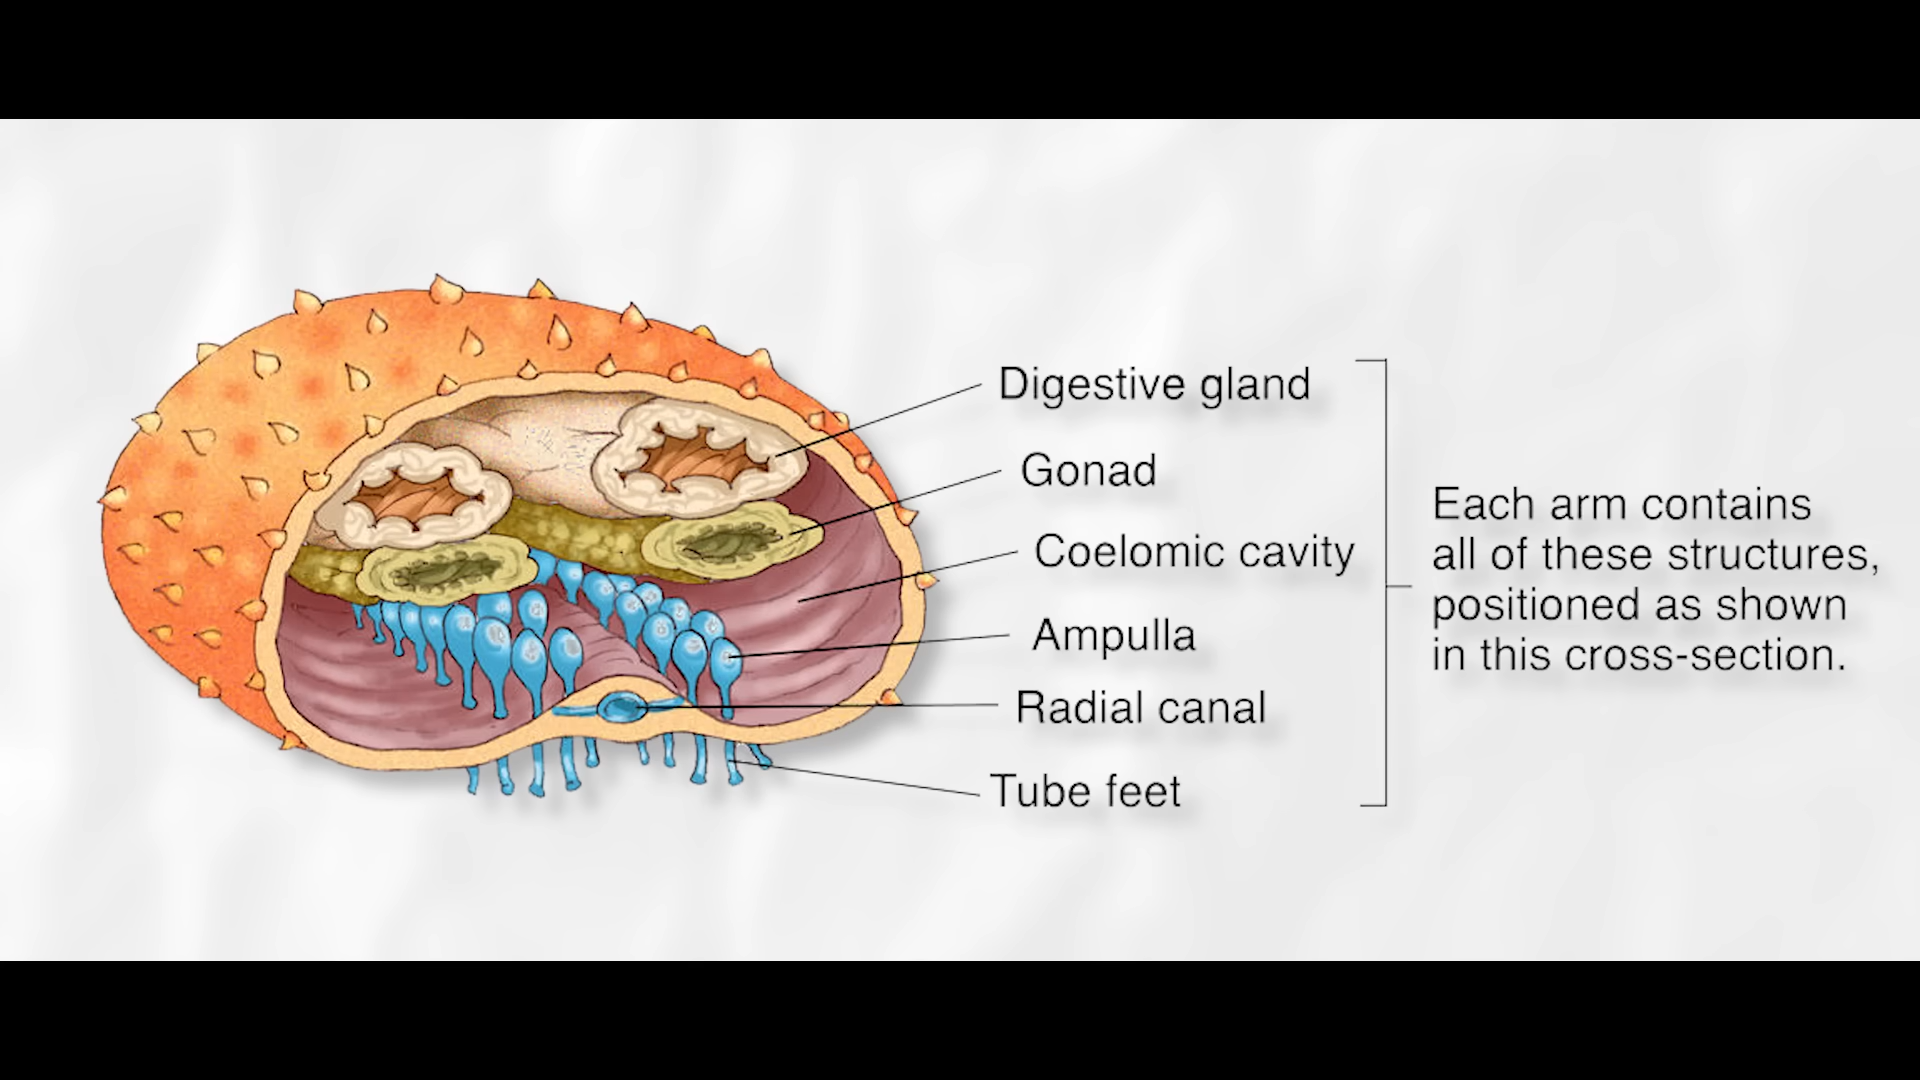 Digestive gland
Gonad
Coelomic cavity
Ampulla
Radial canal
Tube feet
Each arm contains
all of these structures,
positioned as shown
in this cross-section.